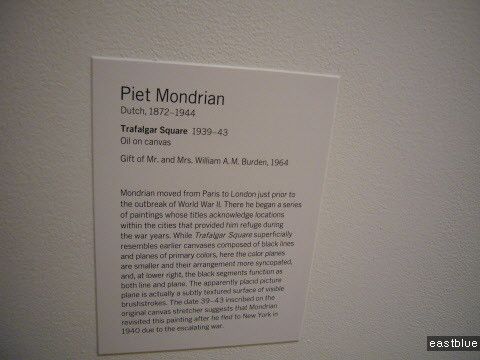 Piet Mondrian
Dutch, 1872–1944
Trafalgar Square 1939–43
Oil on canvas
Gift of Mr. and Mrs. William A. M. Burden, 1964
Mondrian moved from Paris to London just prior to
the outbreak of World War II. There he began a series
of paintings whose titles acknowledge locations
within the cities that provided him refuge during
the war years. While Trafalgar Square superficially
resembles earlier canvases composed of black lines
and planes of primary colors, here the color planes
are smaller and their arrangement more syncopated,
and, at lower right, the black segments function as
both line and plane. The apparently placid picture
plane is actually a subtly textured surface of visible
brushstrokes. The date 39–43 inscribed on the
original canvas stretcher suggests that Mondrian
revisited this painting after he fled to New York in
1940 due to the escalating war.
eastblue